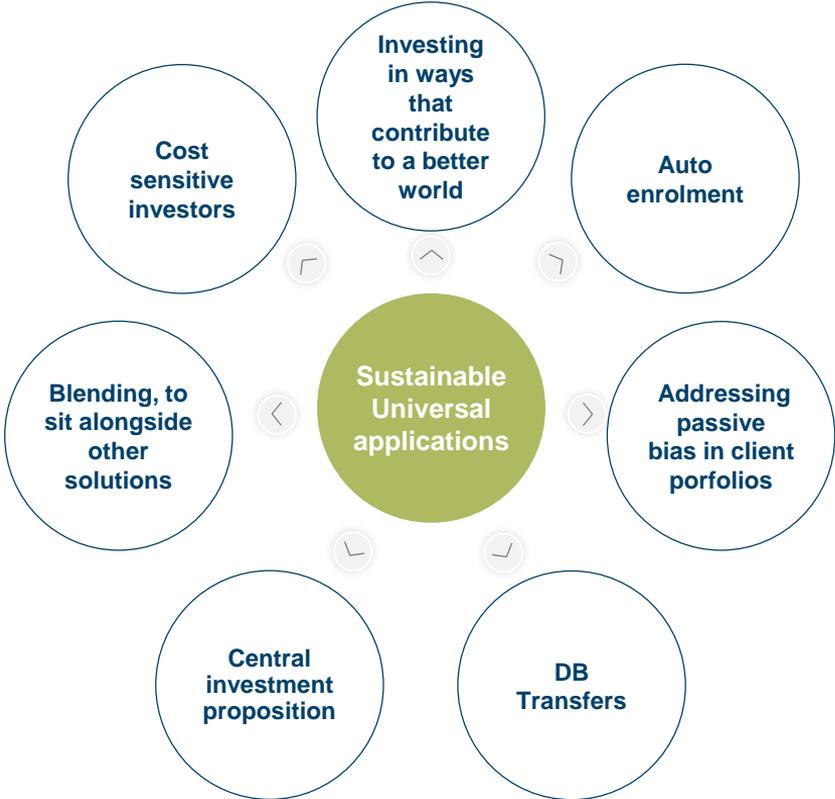 Investing
in ways
that
contribute
to a better
world
Cost
sensitive
investors
Auto
enrolment
Sustainable
Universal
applications
Blending, to
sit alongside
other
solutions
Addressing
passive
bias in client
porfolios
Central
investment
proposition
DB
Transfers